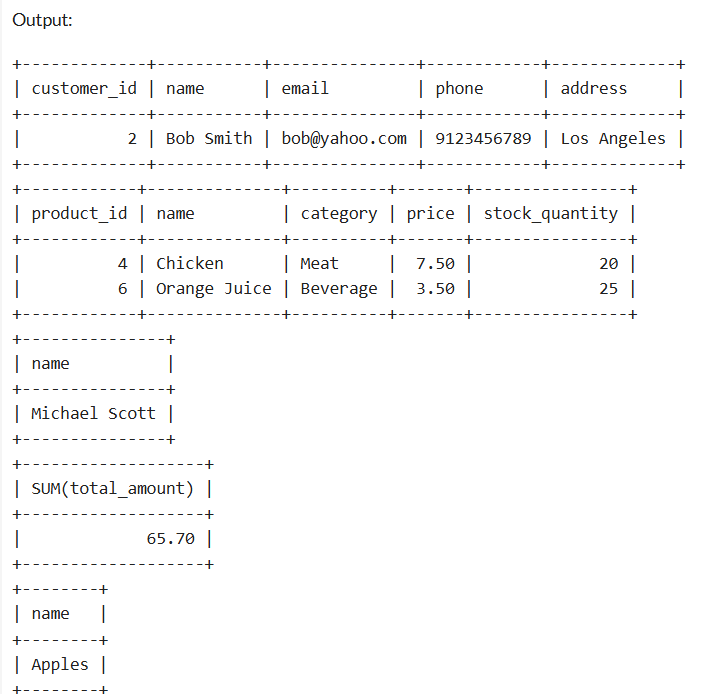 Output:
+-------------+-----------+---------------+------------+-------------+
| customer_id | name      | email         | phone      | address     |
+-------------+-----------+---------------+------------+-------------+
|           2 | Bob Smith | bob@yahoo.com | 9123456789 | Los Angeles |
+-------------+-----------+---------------+------------+-------------+
+------------+--------------+----------+-------+----------------+
| product_id | name         | category | price | stock_quantity |
+------------+--------------+----------+-------+----------------+
|          4 | Chicken      | Meat     |  7.50 |             20 |
|          6 | Orange Juice | Beverage |  3.50 |             25 |
+------------+--------------+----------+-------+----------------+
+---------------+
| name          |
+---------------+
| Michael Scott |
+---------------+
+-------------------+
| SUM(total_amount) |
+-------------------+
|             65.70 |
+-------------------+
+--------+
| name   |
+--------+
| Apples |
+--------+